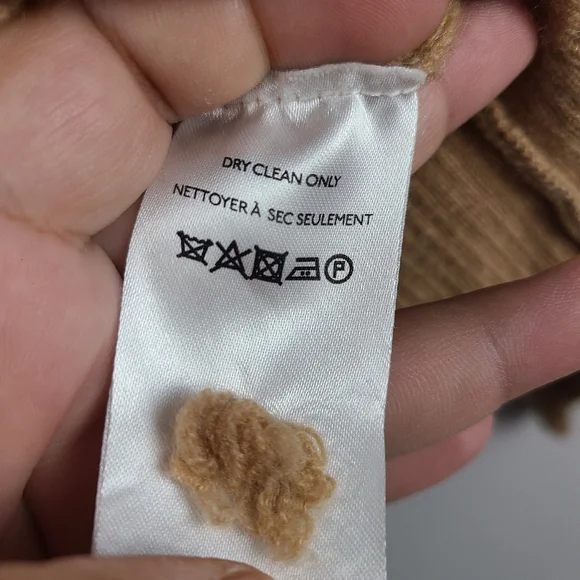 DRY CLEAN ONLY
NETTOYER À SEC SEULEMENT
P